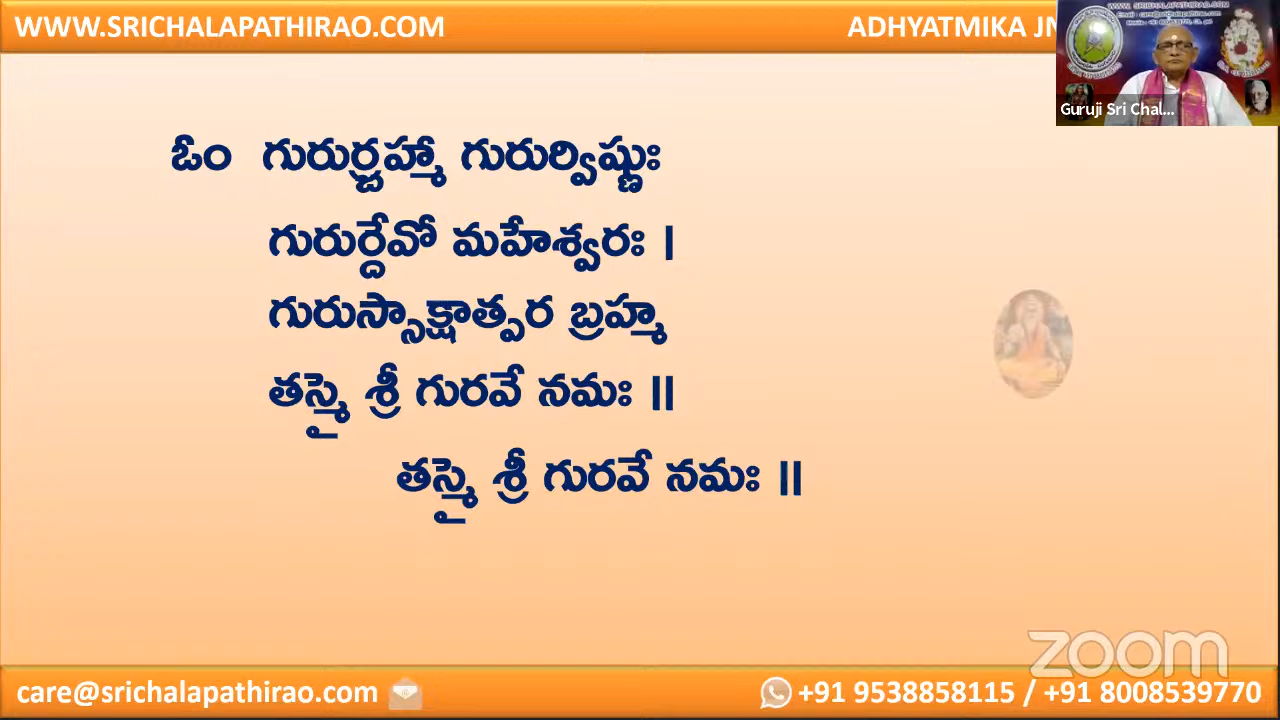 WWW.SRICHALAPATHIRAO.COM
ADHYATMIKA
Guruji Sri Chal...
ఓం గురుర్బ్రహ్మా గురుర్విష్ణుః
గురుర్దేవో మహేశ్వరః ।
గురుస్సాక్షాత్పర బ్రహ్మ
తస్మై శ్రీ గురవే నమః ॥
తస్మై శ్రీ గురవే నమః ॥
zoom
care@srichalapathirao.com
+91 9538858115 / +91 8008539770